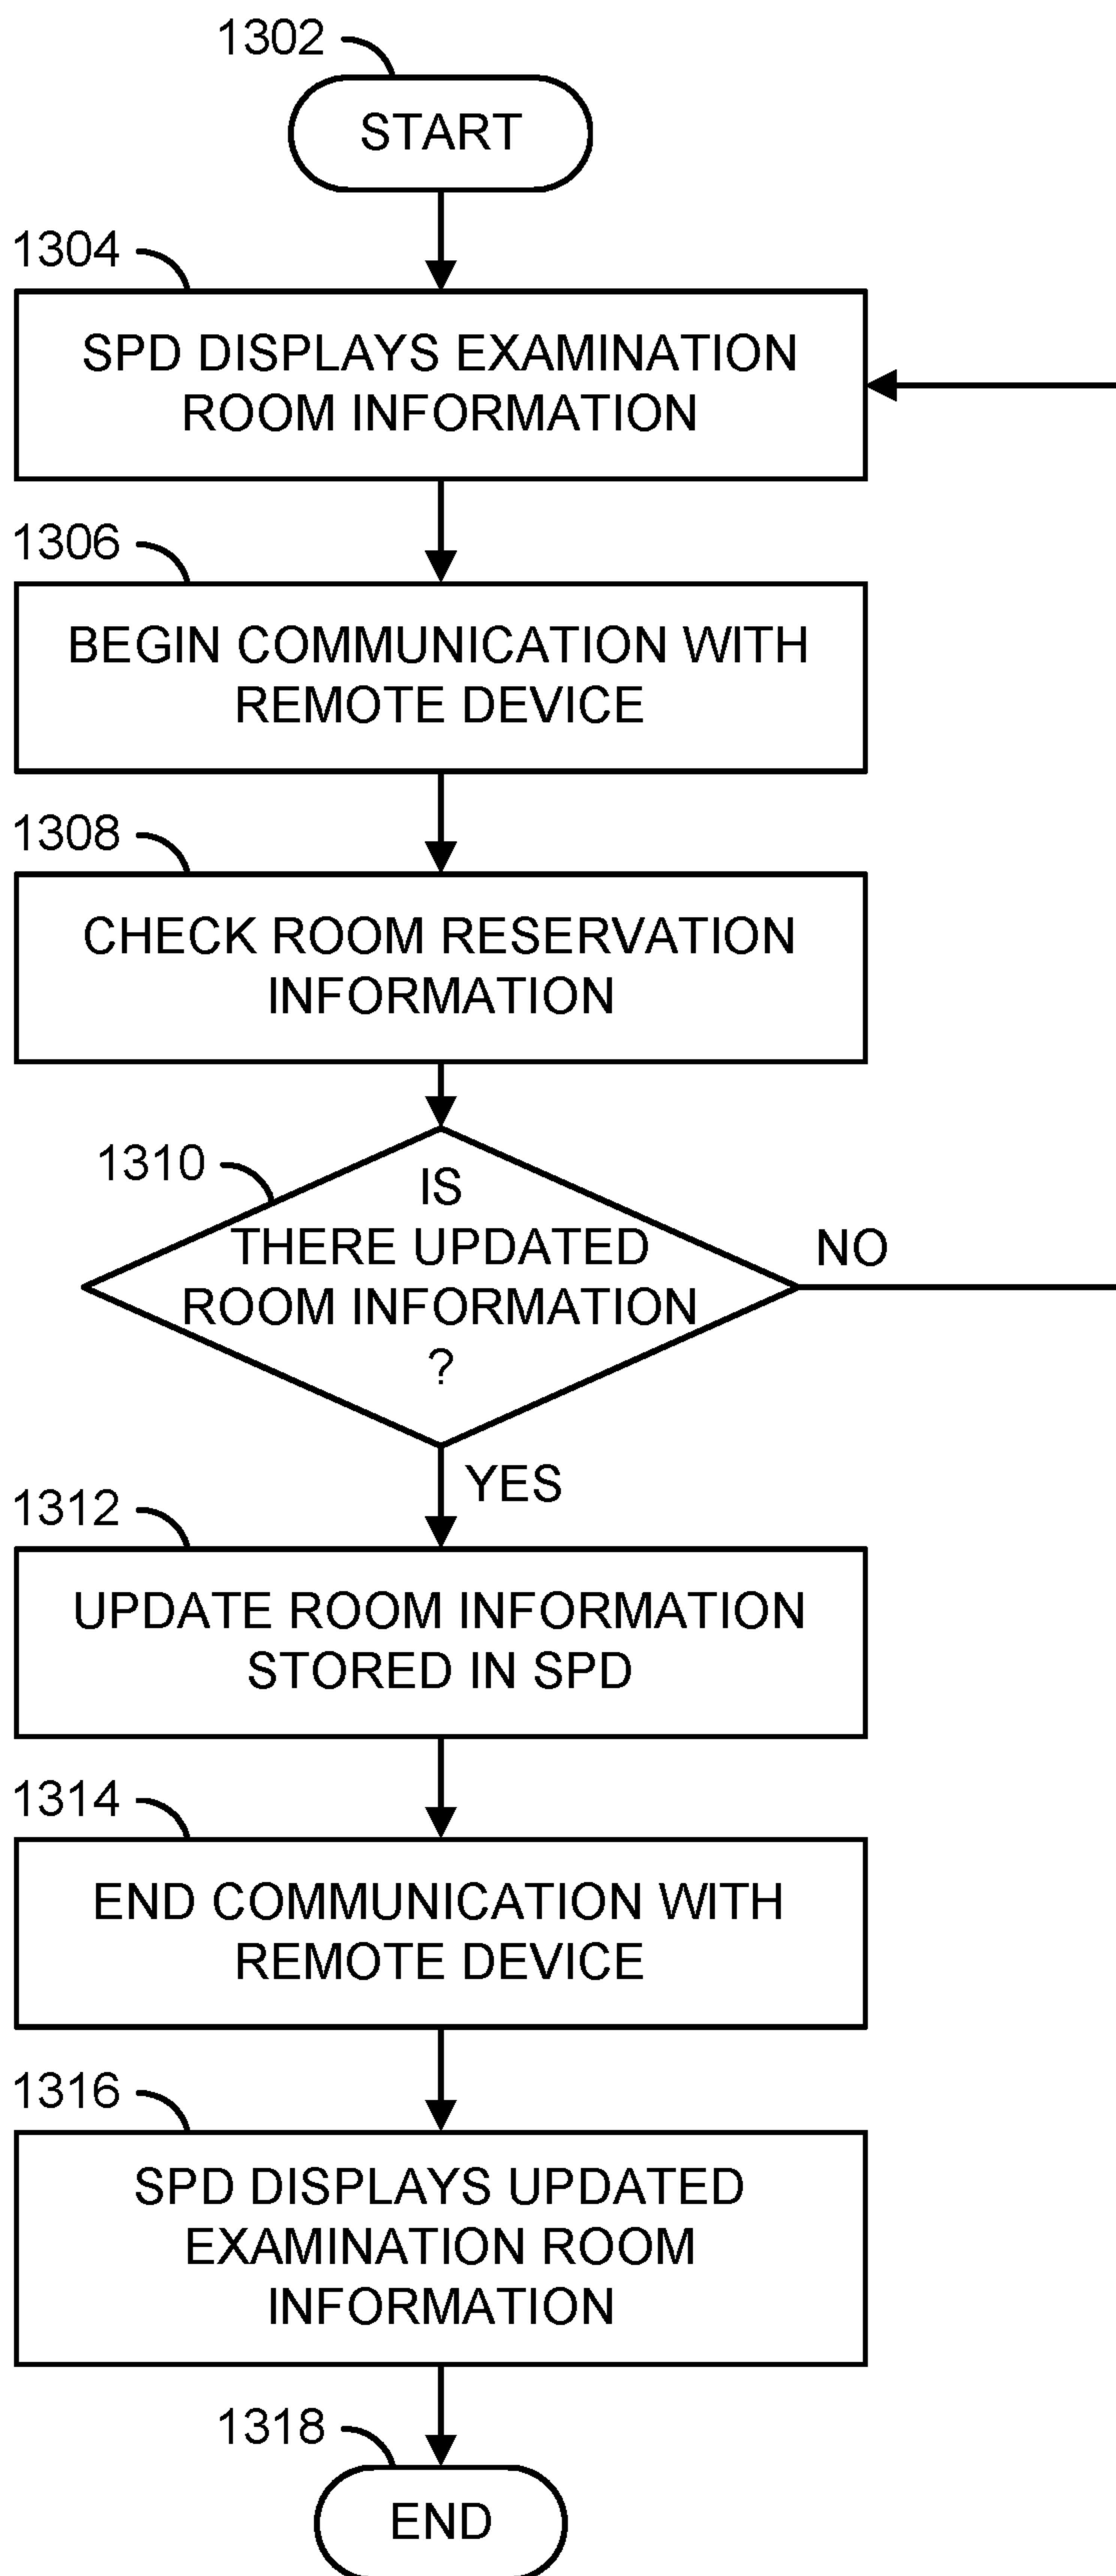 1302
START
1304
SPD DISPLAYS EXAMINATION
ROOM INFORMATION
1306
BEGIN COMMUNICATION WITH
REMOTE DEVICE
1308
CHECK ROOM RESERVATION
INFORMATION
1310
IS
THERE UPDATED
ROOM INFORMATION
?
NO
YES
1312
UPDATE ROOM INFORMATION
STORED IN SPD
1314
END COMMUNICATION WITH
REMOTE DEVICE
1316
SPD DISPLAYS UPDATED
EXAMINATION ROOM
INFORMATION
1318
END